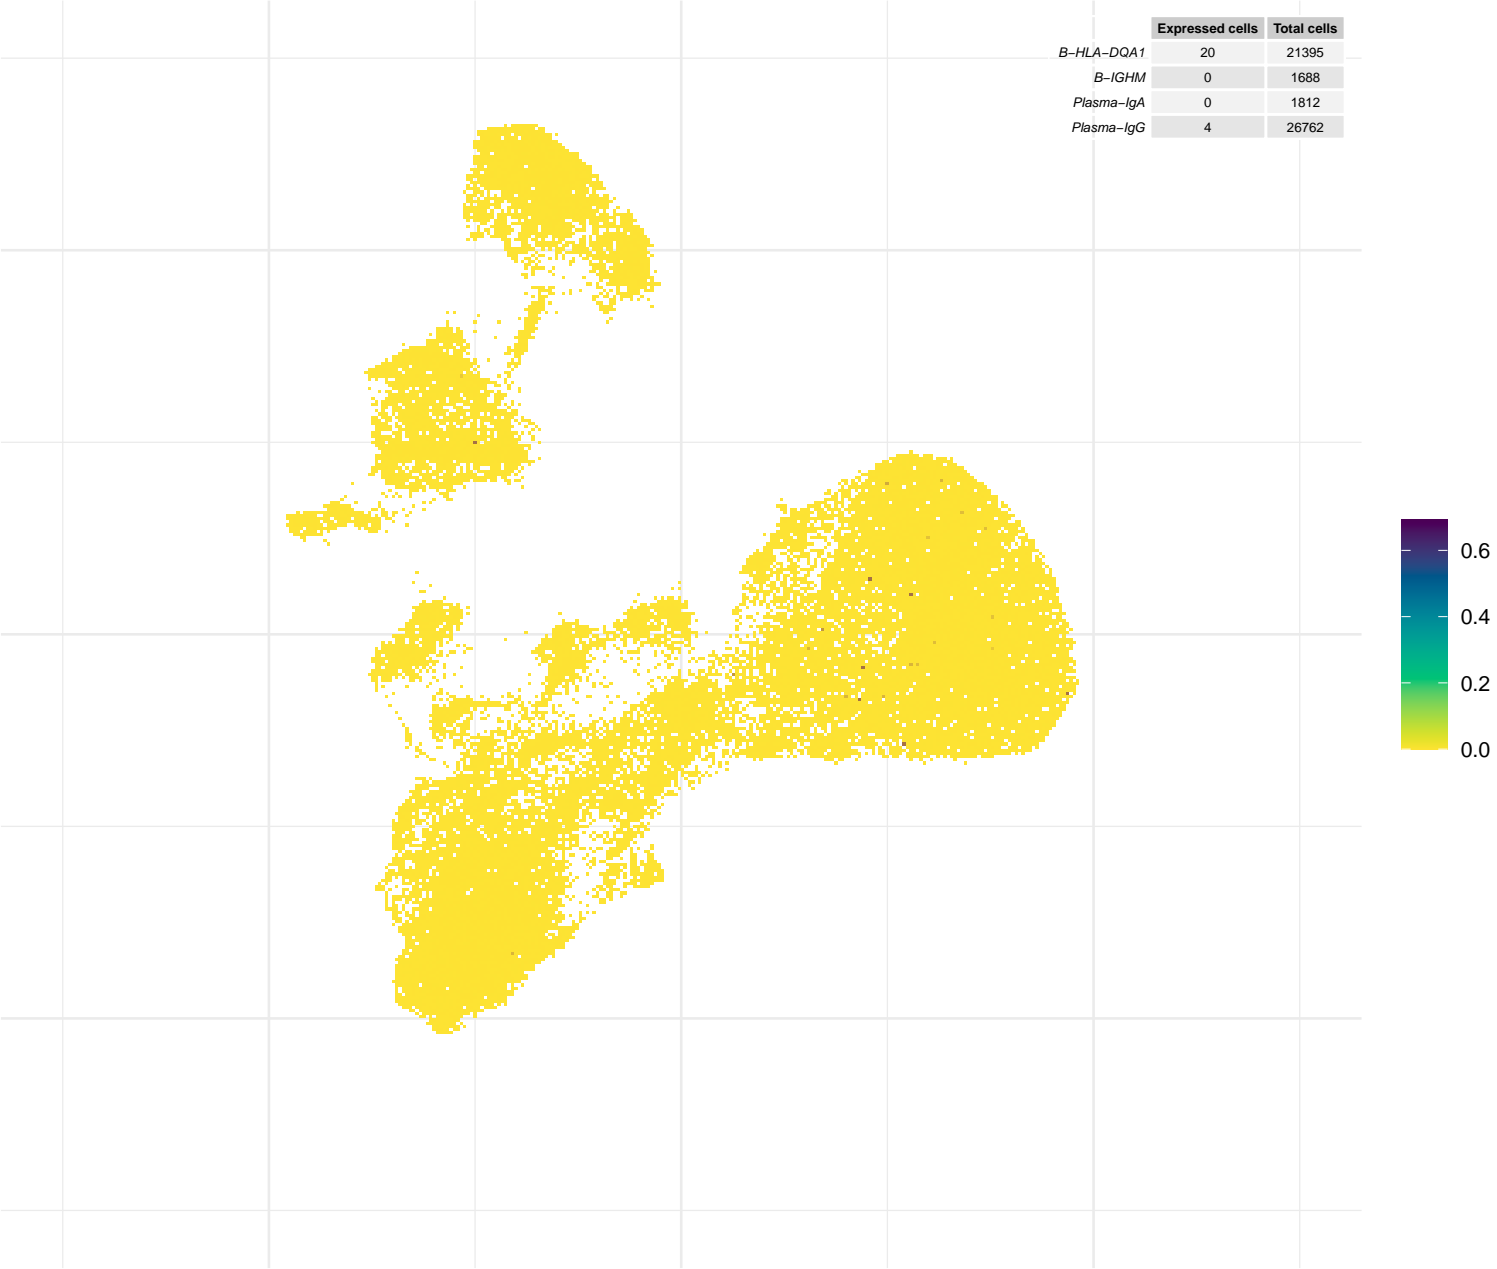 Expressed cells Total cells
B−HLA−DQA1 20 21395
B−IGHM 0 1688
Plasma−IgA 0 1812
Plasma−IgG 4 26762
0.6
0.4
0.2
0.0